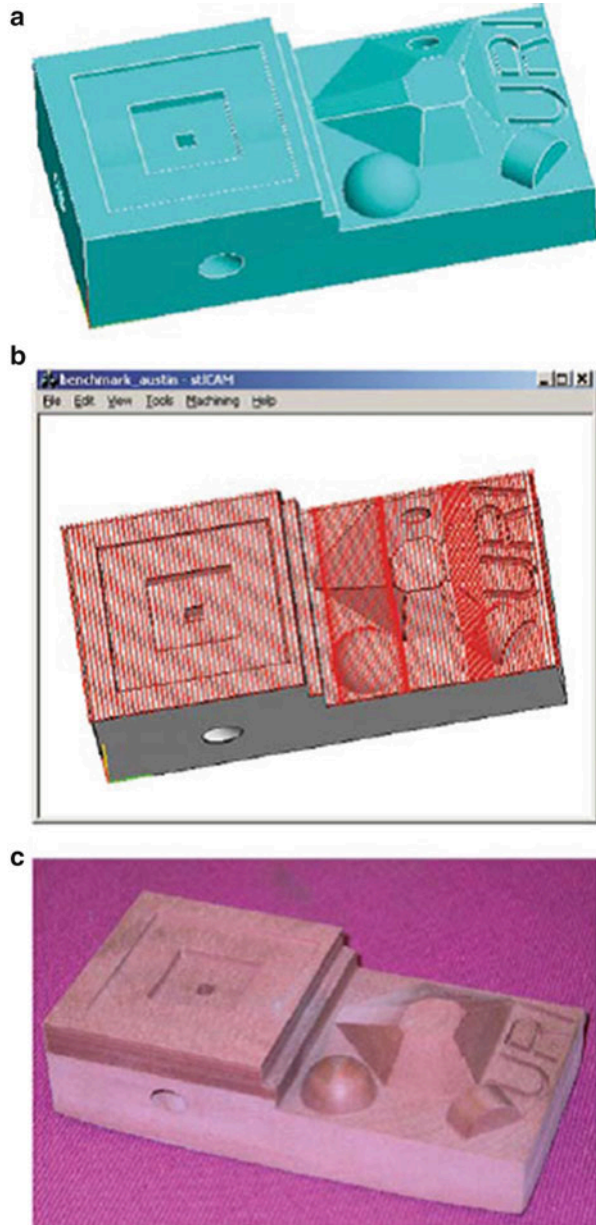 a
URI
b
benchmark_austin - stlCAM
File Edit View Tools Machining Help
URI
c
URI